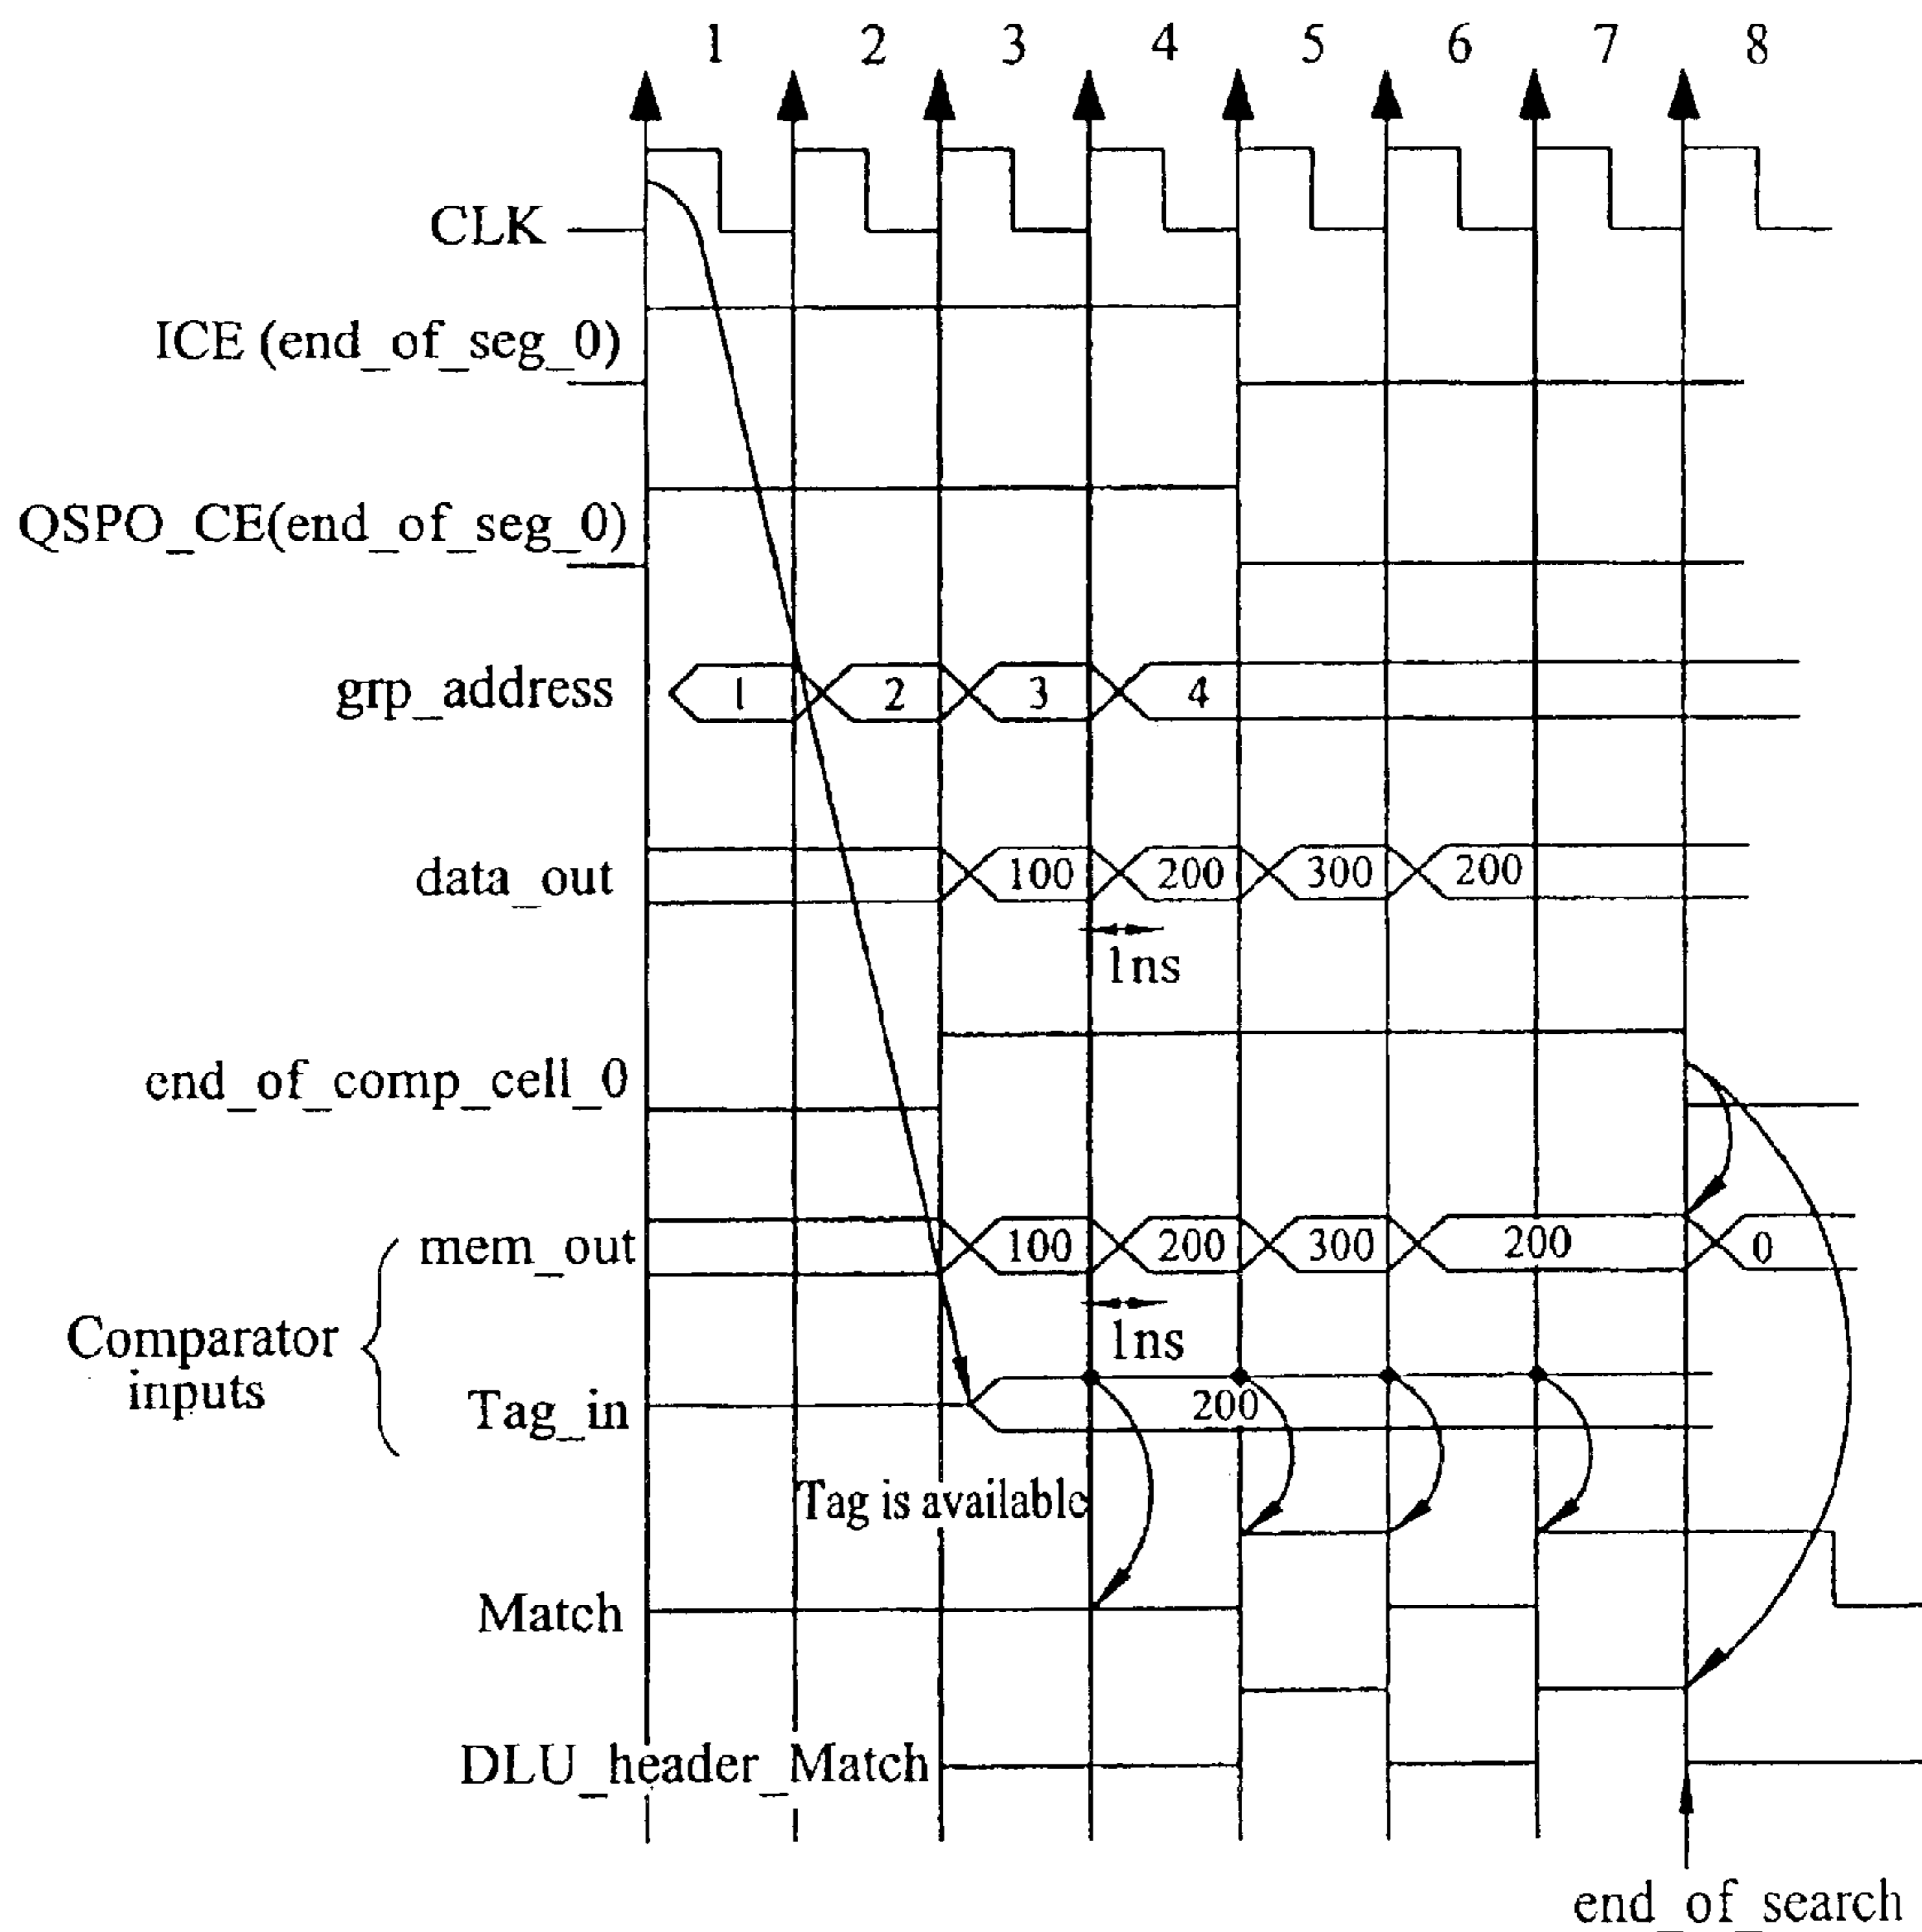 1 2 3 4 5 6 7 8
CLK
ICE (end_of_seg_0)
QSPO_CE(end_of_seg_0)
grp_address 1 2 3 4
data_out 100 200 300 200
1ns
end_of_comp_cell_0
mem_out 100 200 300 200 0
1ns
Comparator
inputs
Tag_in 200
Tag is available
Match
DLU_header_Match
end_of_search